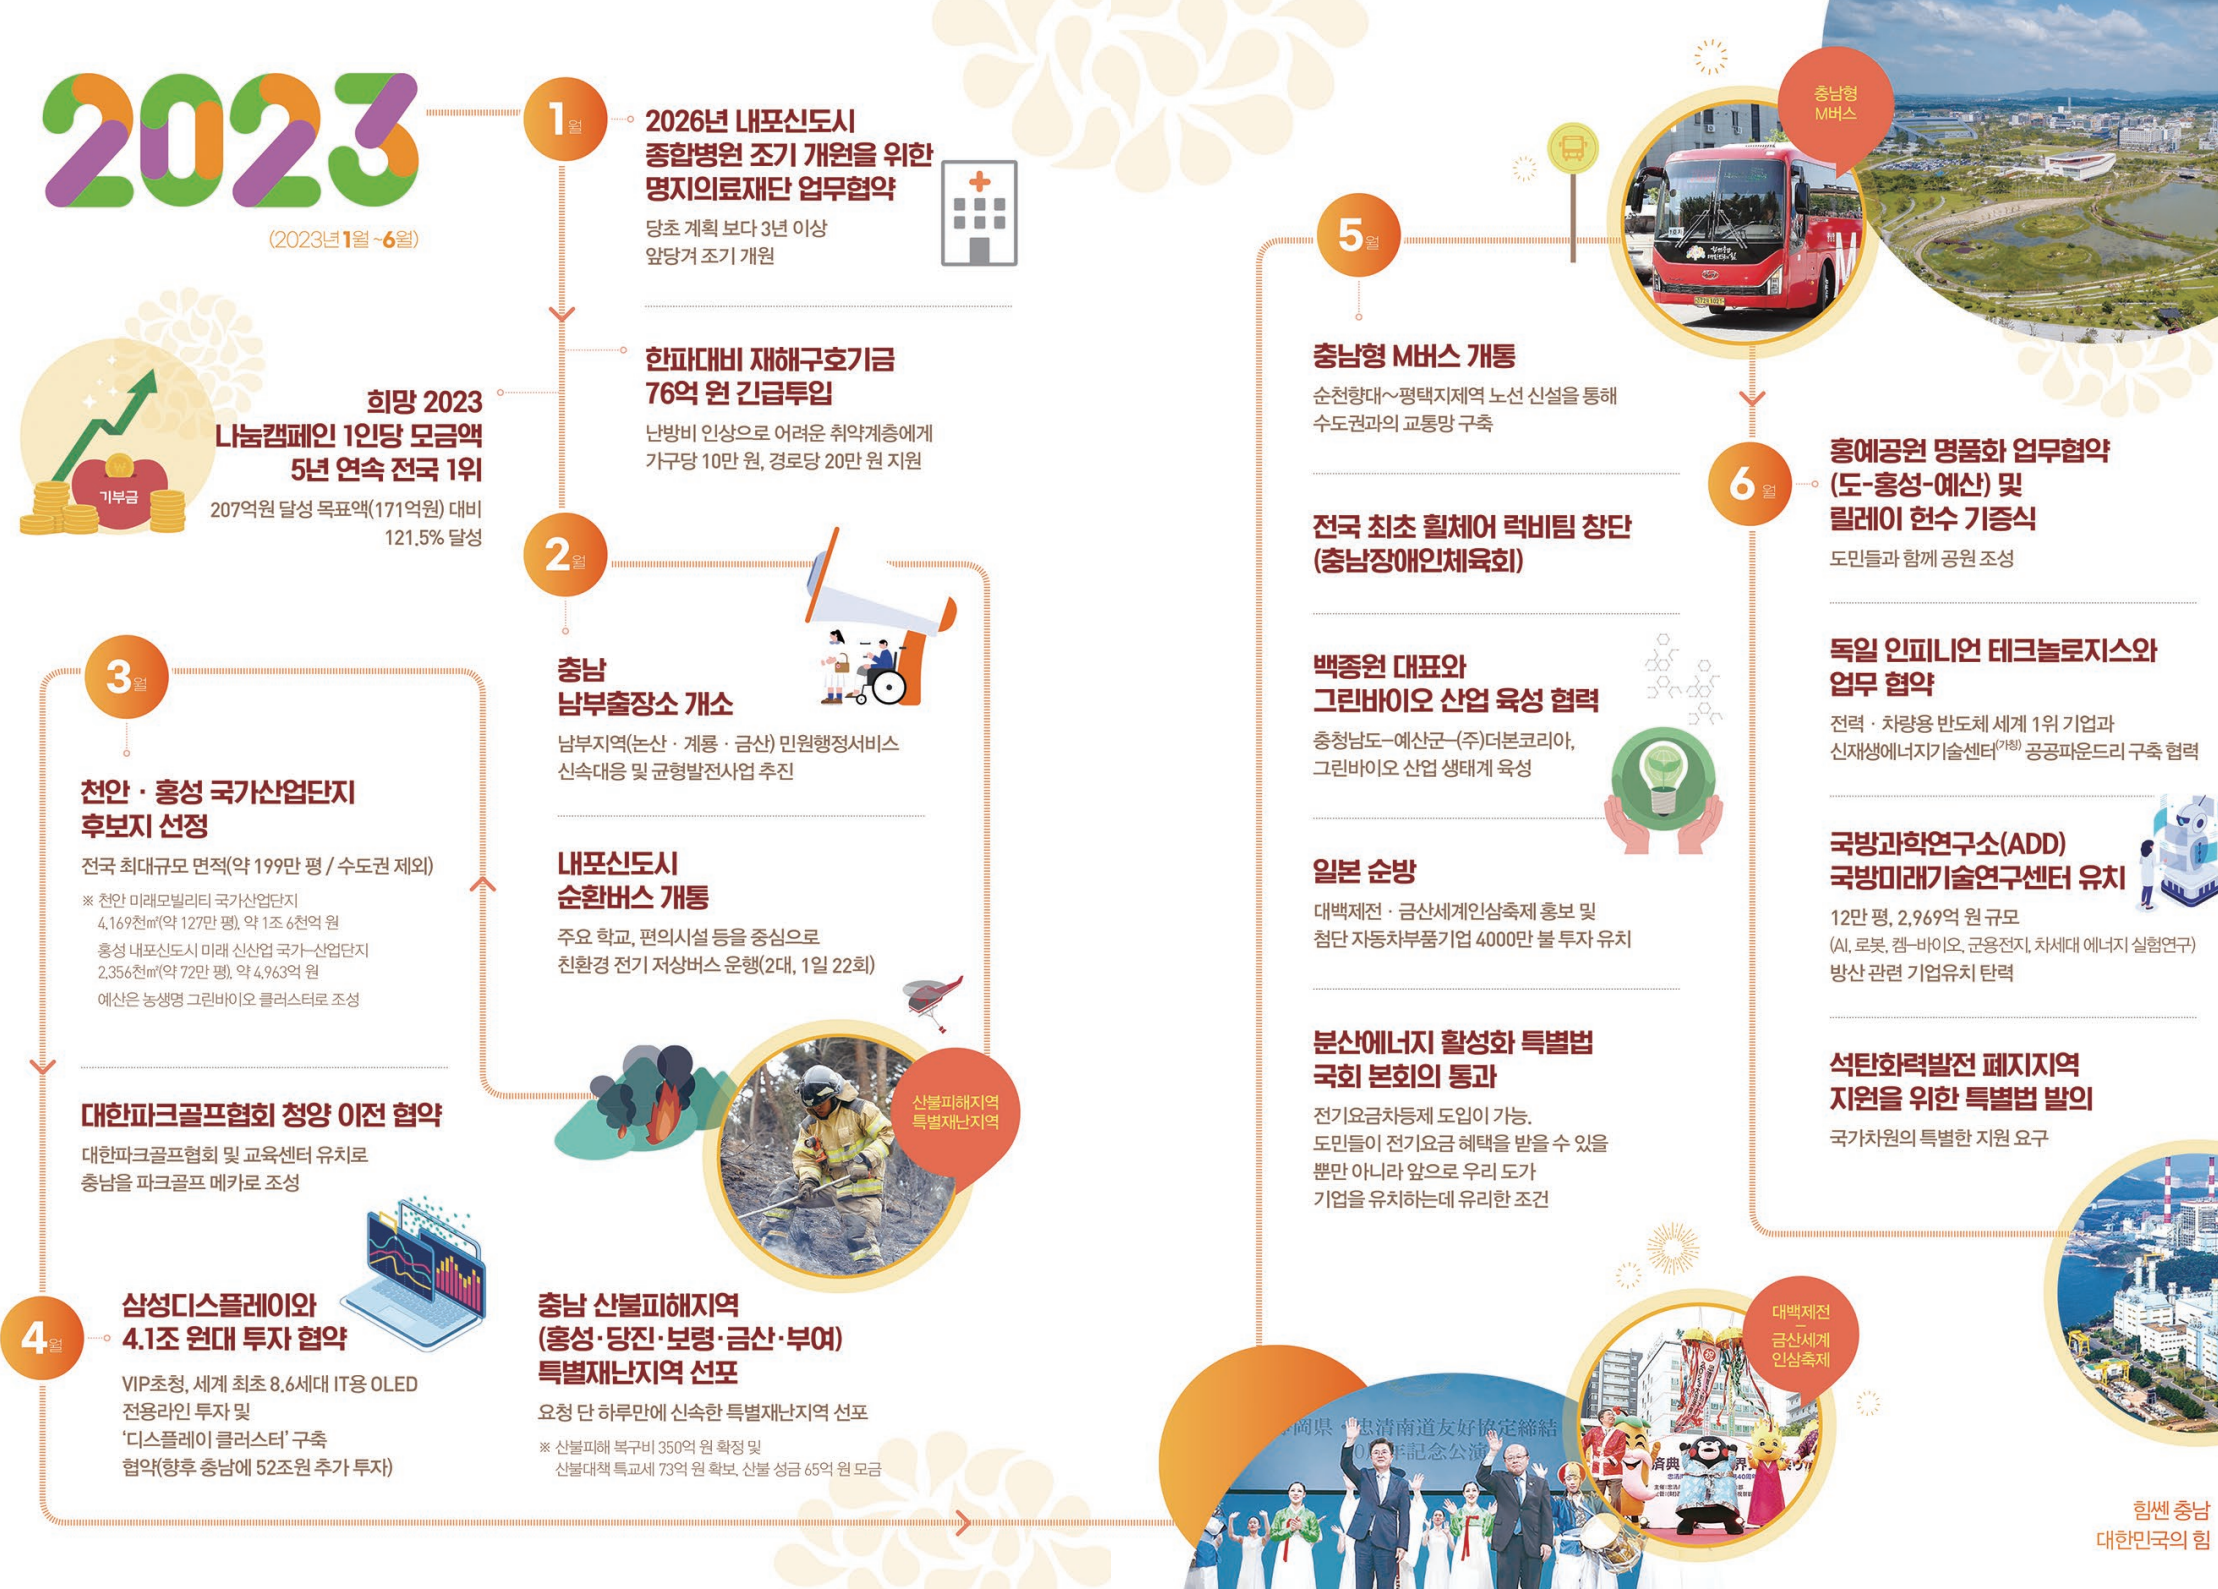 2023
(2023년 1월 ~6월)
1월
2026년 내포신도시
종합병원 조기 개원을 위한
명지의료재단 업무협약
당초 계획 보다 3년 이상
앞당겨 조기 개원
한파대비 재해구호기금
76억 원 긴급투입
난방비 인상으로 어려운 취약계층에게
가구당 10만 원, 경로당 20만 원 지원
희망 2023
나눔캠페인 1인당 모금액
5년 연속 전국 1위
207억원 달성 목표액(171억원) 대비
121.5% 달성
기부금
2월
충남
남부출장소 개소
남부지역(논산 · 계룡 · 금산) 민원행정서비스
신속대응 및 균형발전사업 추진
내포신도시
순환버스 개통
주요 학교, 편의시설 등을 중심으로
친환경 전기 저상버스 운행(2대, 1일 22회)
3월
천안 · 홍성 국가산업단지
후보지 선정
전국 최대규모 면적(약 199만 평 / 수도권 제외)
※ 천안 미래모빌리티 국가산업단지
4,169천㎡(약 127만 평), 약 1조 6천억 원
홍성 내포신도시 미래 신산업 국가-산업단지
2,356천㎡(약 72만 평), 약 4,963억 원
예산은 농생명 그린바이오 클러스터로 조성
대한파크골프협회 청양 이전 협약
대한파크골프협회 및 교육센터 유치로
충남을 파크골프 메카로 조성
4월
삼성디스플레이와
4.1조 원대 투자 협약
VIP초청, 세계 최초 8.6세대 IT용 OLED
전용라인 투자 및
‘디스플레이 클러스터’ 구축
협약(향후 충남에 52조원 추가 투자)
산불피해지역
특별재난지역
충남 산불피해지역
(홍성·당진·보령·금산·부여)
특별재난지역 선포
요청 단 하루만에 신속한 특별재난지역 선포
※ 산불피해 복구비 350억 원 확정 및
산불대책 특교세 73억 원 확보, 산불 성금 65억 원 모금
5월
충남형
M버스
충남형 M버스 개통
순천향대～평택지제역 노선 신설을 통해
수도권과의 교통망 구축
전국 최초 휠체어 럭비팀 창단
(충남장애인체육회)
백종원 대표와
그린바이오 산업 육성 협력
충청남도-예산군-(주)더본코리아,
그린바이오 산업 생태계 육성
일본 순방
대백제전 · 금산세계인삼축제 홍보 및
첨단 자동차부품기업 4000만 불 투자 유치
분산에너지 활성화 특별법
국회 본회의 통과
전기요금차등제 도입이 가능.
도민들이 전기요금 혜택을 받을 수 있을
뿐만 아니라 앞으로 우리 도가
기업을 유치하는데 유리한 조건
岡県・忠清南道友好協定締結
年記念公演
대백제전
–
금산세계
인삼축제
6월
홍예공원 명품화 업무협약
(도-홍성-예산) 및
릴레이 헌수 기증식
도민들과 함께 공원 조성
독일 인피니언 테크놀로지스와
업무 협약
전력 · 차량용 반도체 세계 1위 기업과
신재생에너지기술센터(가칭) 공공파운드리 구축 협력
국방과학연구소(ADD)
국방미래기술연구센터 유치
12만 평, 2,969억 원 규모
(AI, 로봇, 켐-바이오, 군용전지, 차세대 에너지 실험연구)
방산 관련 기업유치 탄력
석탄화력발전 폐지지역
지원을 위한 특별법 발의
국가차원의 특별한 지원 요구
힘쎈 충남
대한민국의 힘